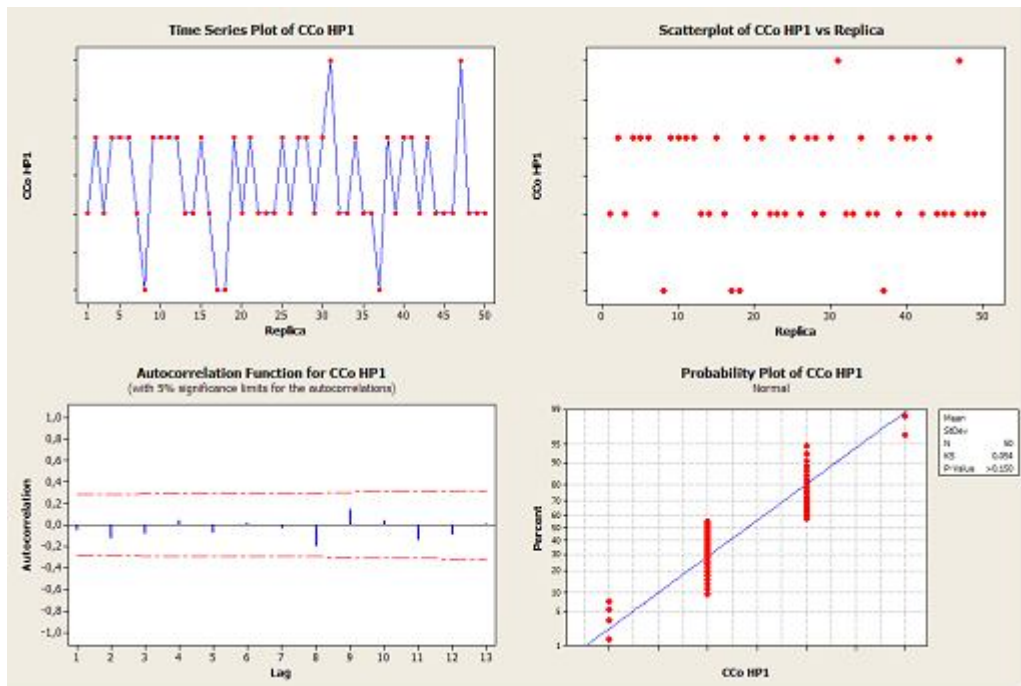 Time Series Plot of CCo HP1
CCo HP1
1 5 10 15 20 25 30 35 40 45 50
Replica
Scatterplot of CCo HP1 vs Replica
CCo HP1
0 10 20 30 40 50
Replica
Autocorrelation Function for CCo HP1
(with 5% significance limits for the autocorrelations)
Autocorrelation
1,0
0,8
0,6
0,4
0,2
0,0
-0,2
-0,4
-0,6
-0,8
-1,0
1 2 3 4 5 6 7 8 9 10 11 12 13
Lag
Probability Plot of CCo HP1
Normal
Percent
99
95
90
80
70
60
50
40
30
20
10
5
1
CCo HP1
Mean
StDev
N 50
KS 0,054
P-Value >0,150